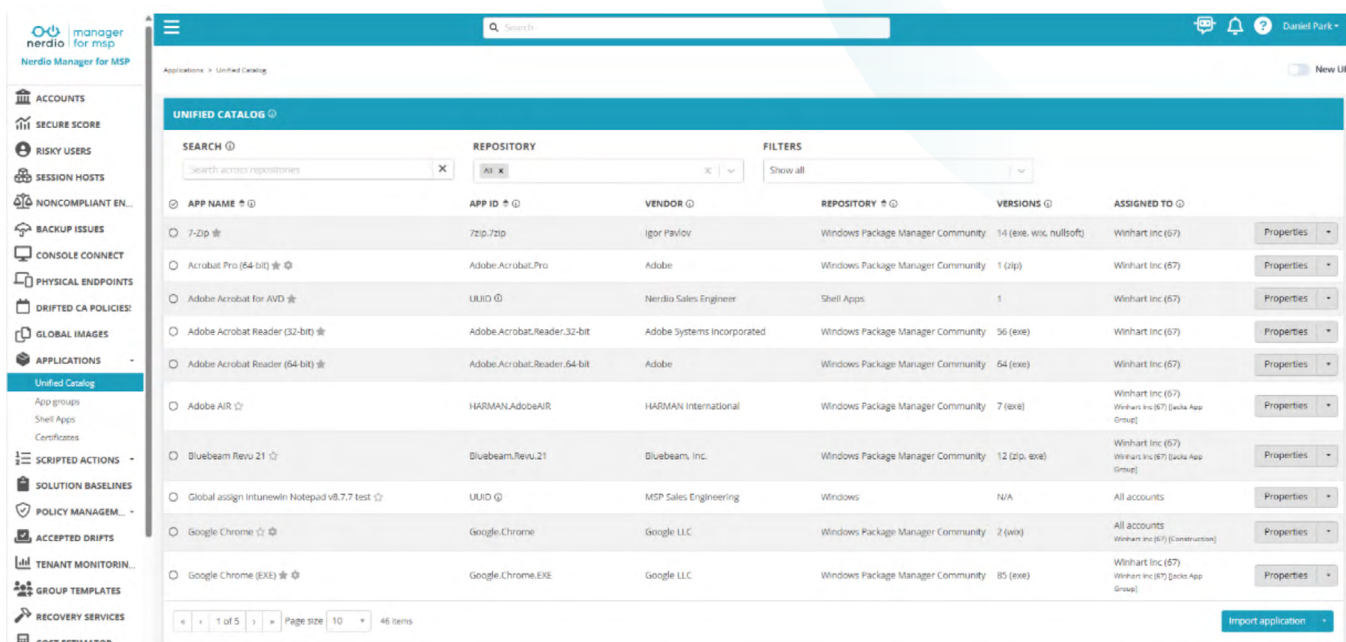 nerdio manager for msp
Nerdio Manager for MSP
Search
Daniel Park
Applications > Unified Catalog
New UI
ACCOUNTS
SECURE SCORE
RISKY USERS
SESSION HOSTS
NONCOMPLIANT EN...
BACKUP ISSUES
CONSOLE CONNECT
PHYSICAL ENDPOINTS
DRIFTED CA POLICIES!
GLOBAL IMAGES
APPLICATIONS
Unified Catalog
App groups
Shell Apps
Certificates
SCRIPTED ACTIONS
SOLUTION BASELINES
POLICY MANAGEM...
ACCEPTED DRIFTS
TENANT MONITORIN...
GROUP TEMPLATES
RECOVERY SERVICES
COST ESTIMATOR
UNIFIED CATALOG
SEARCH REPOSITORY FILTERS
Search across repositories All x Show all
APP NAME APP ID VENDOR REPOSITORY VERSIONS ASSIGNED TO
7-Zip 7zip.7zip Igor Pavlov Windows Package Manager Community 14 (exe, wix, nullsoft) Winhart Inc (67) Properties
Acrobat Pro (64-bit) Adobe.Acrobat.Pro Adobe Windows Package Manager Community 1 (zip) Winhart Inc (67) Properties
Adobe Acrobat for AVD UUID Nerdio Sales Engineer Shell Apps 1 Winhart Inc (67) Properties
Adobe Acrobat Reader (32-bit) Adobe.Acrobat.Reader.32-bit Adobe Systems Incorporated Windows Package Manager Community 56 (exe) Winhart Inc (67) Properties
Adobe Acrobat Reader (64-bit) Adobe.Acrobat.Reader.64-bit Adobe Windows Package Manager Community 64 (exe) Winhart Inc (67) Properties
Adobe AIR HARMAN.AdobeAIR HARMAN International Windows Package Manager Community 7 (exe) Winhart Inc (67) Properties
Winhart Inc (67) [Jacks App
Group]
Bluebeam Revu 21 Bluebeam.Revu.21 Bluebeam, Inc. Windows Package Manager Community 12 (zip, exe) Winhart Inc (67) Properties
Winhart Inc (67) [Jacks App
Group]
Global assign Intunewin Notepad v8.7.7 test UUID MSP Sales Engineering Windows N/A All accounts Properties
Google Chrome Google.Chrome Google LLC Windows Package Manager Community 2 (wix) All accounts Properties
Winhart Inc (67) [Construction]
Google Chrome (EXE) Google.Chrome.EXE Google LLC Windows Package Manager Community 85 (exe) Winhart Inc (67) Properties
Winhart Inc (67) [Jacks App
Group]
« ‹ 1 of 5 › » Page size 10 46 items
Import application